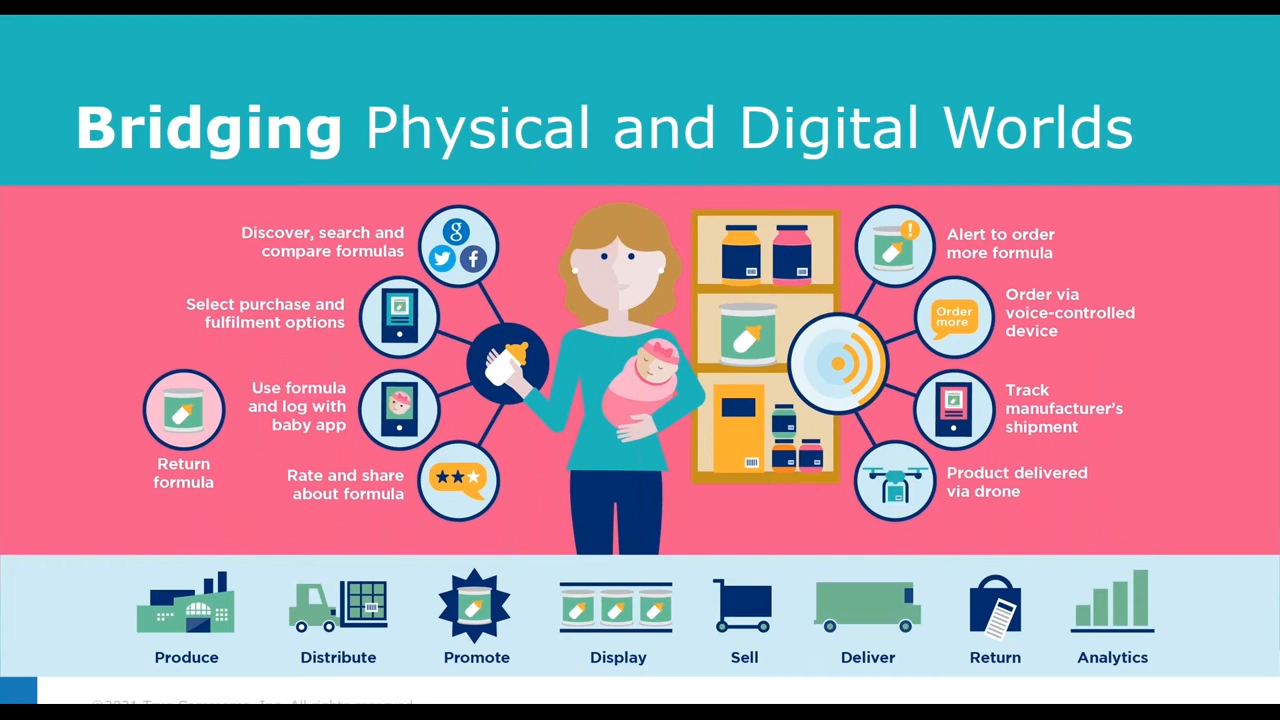 Bridging Physical and Digital Worlds
Discover, search and
compare formulas
g
f
Select purchase and
fulfilment options
Use formula
and log with
baby app
Return
formula
Rate and share
about formula
!
Alert to order
more formula
Order
more
Order via
voice-controlled
device
Track
manufacturer's
shipment
Product delivered
via drone
Produce
Distribute
Promote
Display
Sell
Deliver
Return
Analytics